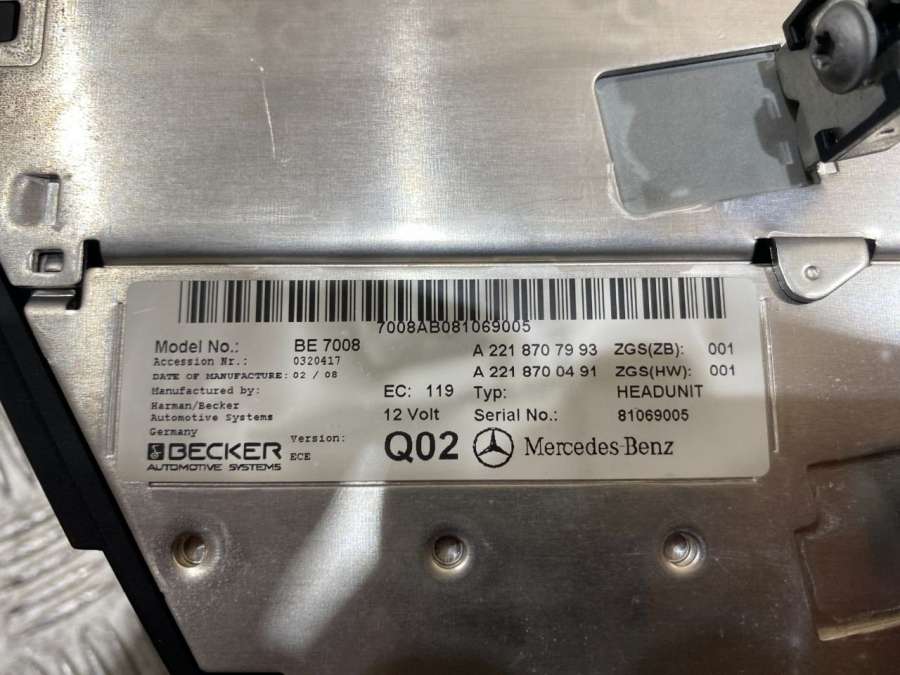 7008AB081069005
Model No.: BE 7008 A 221 870 79 93 ZGS(ZB): 001
Accession Nr.: 0320417 A 221 870 04 91 ZGS(HW): 001
DATE OF MANUFACTURE: 02 / 08
Manufactured by: EC: 119 Typ: HEADUNIT
Harman/Becker
Automotive Systems 12 Volt Serial No.: 81069005
Germany
BECKER Version: Q02 Mercedes-Benz
AUTOMOTIVE SYSTEMS ECE